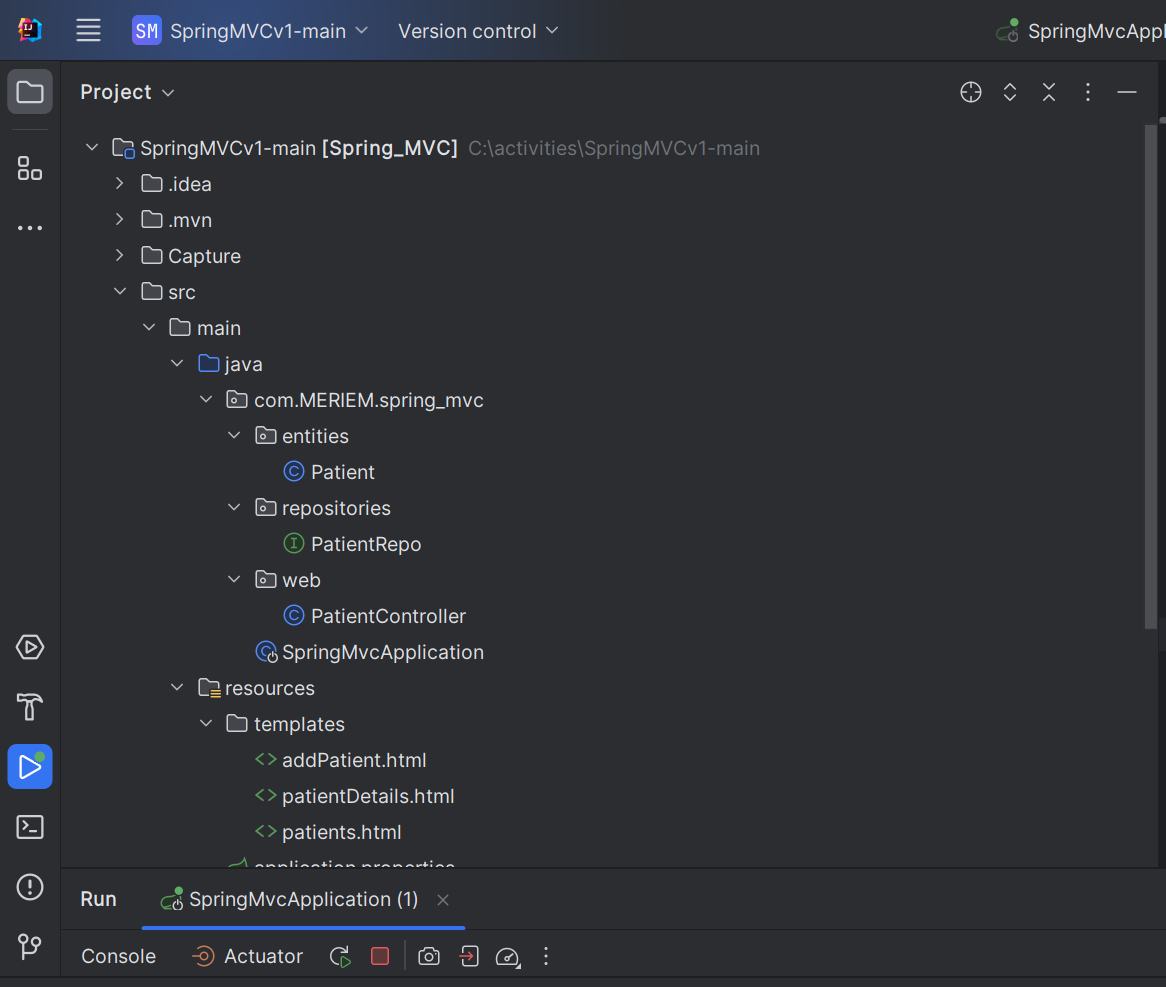 SM SpringMVCv1-main Version control SpringMvcAppl
Project
SpringMVCv1-main [Spring_MVC] C:\activities\SpringMVCv1-main
.idea
.mvn
Capture
src
main
java
com.MERIEM.spring_mvc
entities
Patient
repositories
PatientRepo
web
PatientController
SpringMvcApplication
resources
templates
addPatient.html
patientDetails.html
patients.html
application.properties
Run SpringMvcApplication (1)
Console Actuator